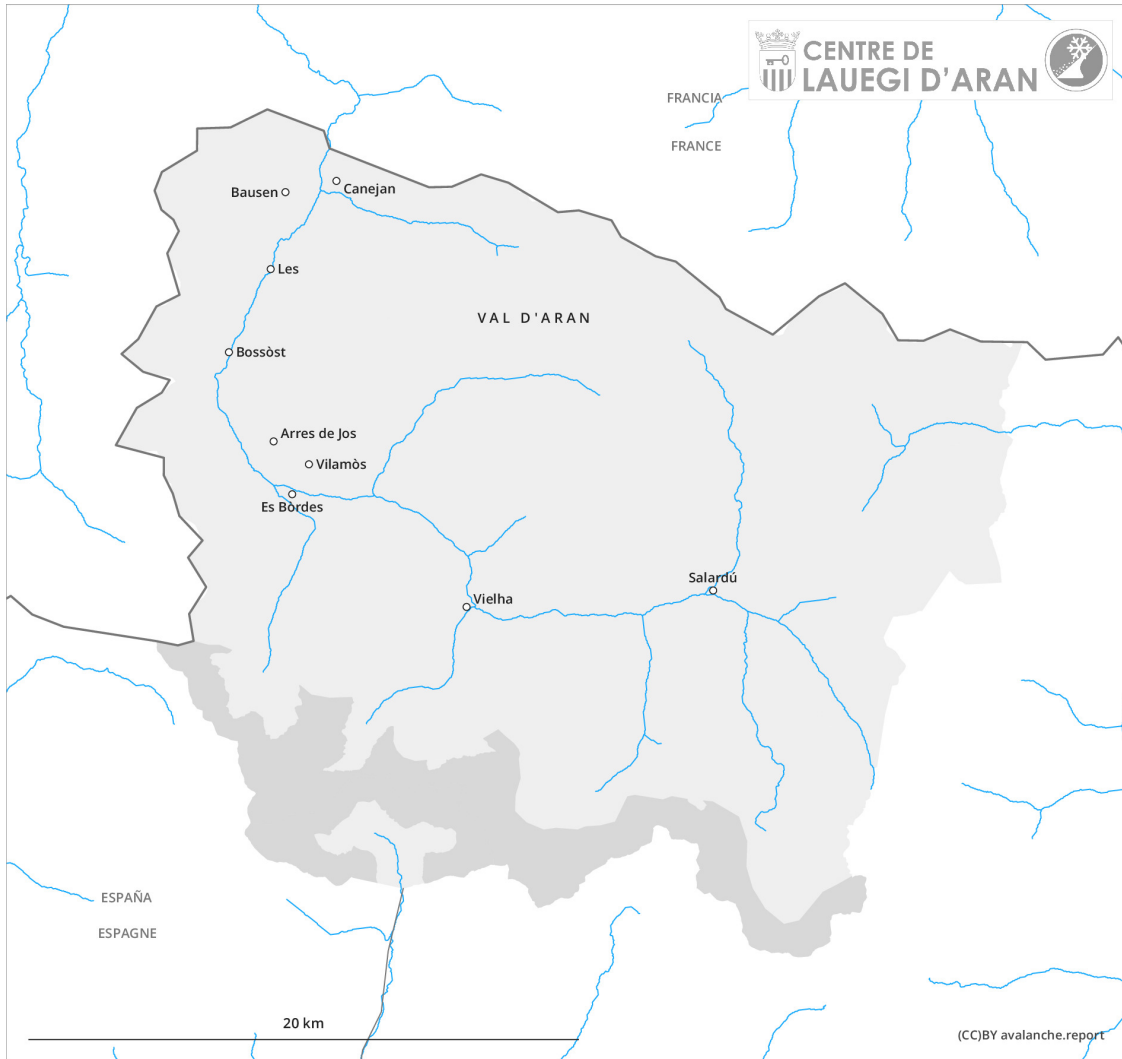 CENTRE DE
LAUEGI D'ARAN
FRANCIA
FRANCE
Bausen
Canejan
Les
VAL D'ARAN
Bossòst
Arres de Jos
Vilamòs
Es Bòrdes
Salardú
Vielha
ESPAÑA
ESPAGNE
20 km
(CC)BY avalanche.report